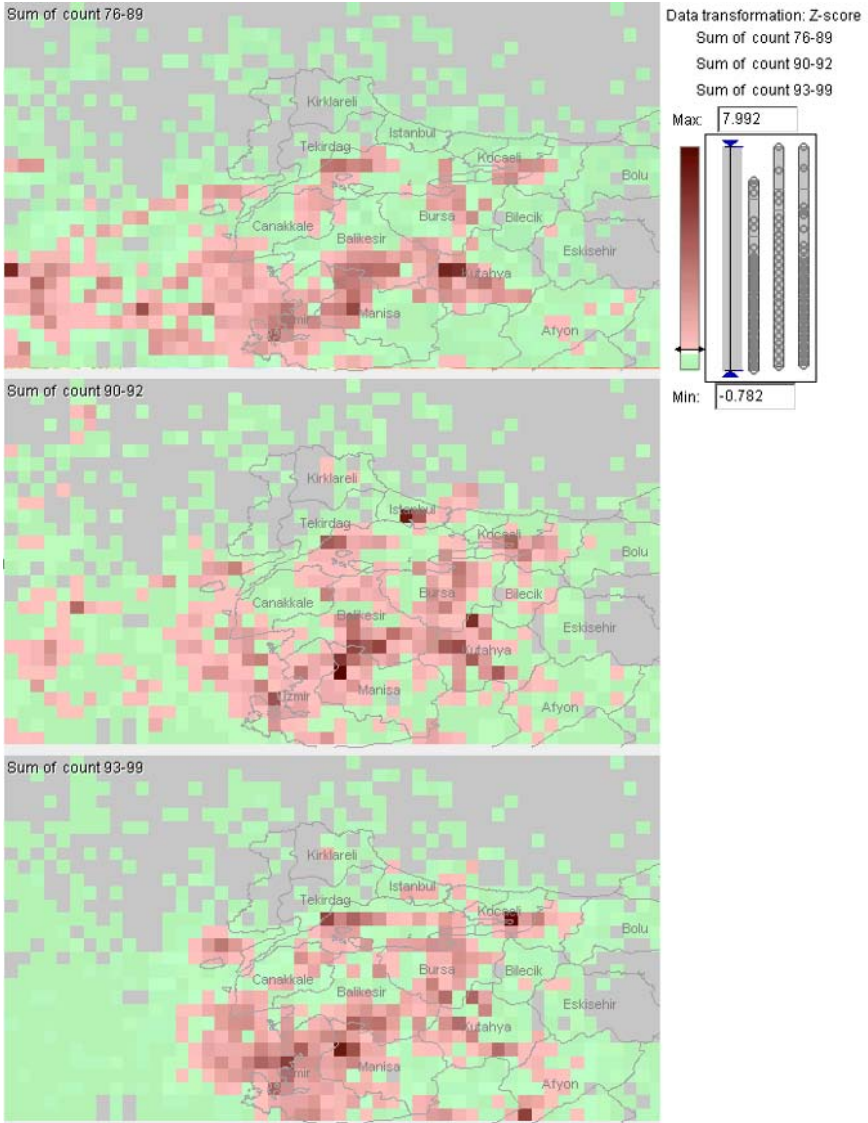 Sum of count 76-89
Kirklareli
Istanbul
Tekirdag
Kocaeli
Bolu
Canakkale
Bursa
Bilecik
Balikesir
Eskisehir
Kutahya
Izmir
Manisa
Afyon
Data transformation: Z-score
Sum of count 76-89
Sum of count 90-92
Sum of count 93-99
Max: 7.992
Min: -0.782
Sum of count 90-92
Kirklareli
Istanbul
Tekirdag
Kocaeli
Bolu
Canakkale
Bursa
Bilecik
Balikesir
Eskisehir
Kutahya
Izmir
Manisa
Afyon
Sum of count 93-99
Kirklareli
Istanbul
Tekirdag
Kocaeli
Bolu
Canakkale
Bursa
Bilecik
Balikesir
Eskisehir
Kutahya
Izmir
Manisa
Afyon